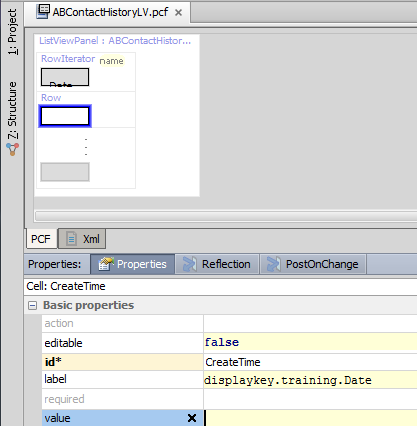 ABContactHistoryLV.pcf
1: Project
7: Structure
ListViewPanel : ABContactHistor...
RowIterator
name
Date
Row
PCF
Xml
Properties:
Properties
Reflection
PostOnChange
Cell: CreateTime
Basic properties
action
editable
false
id*
CreateTime
label
displaykey.training.Date
required
value